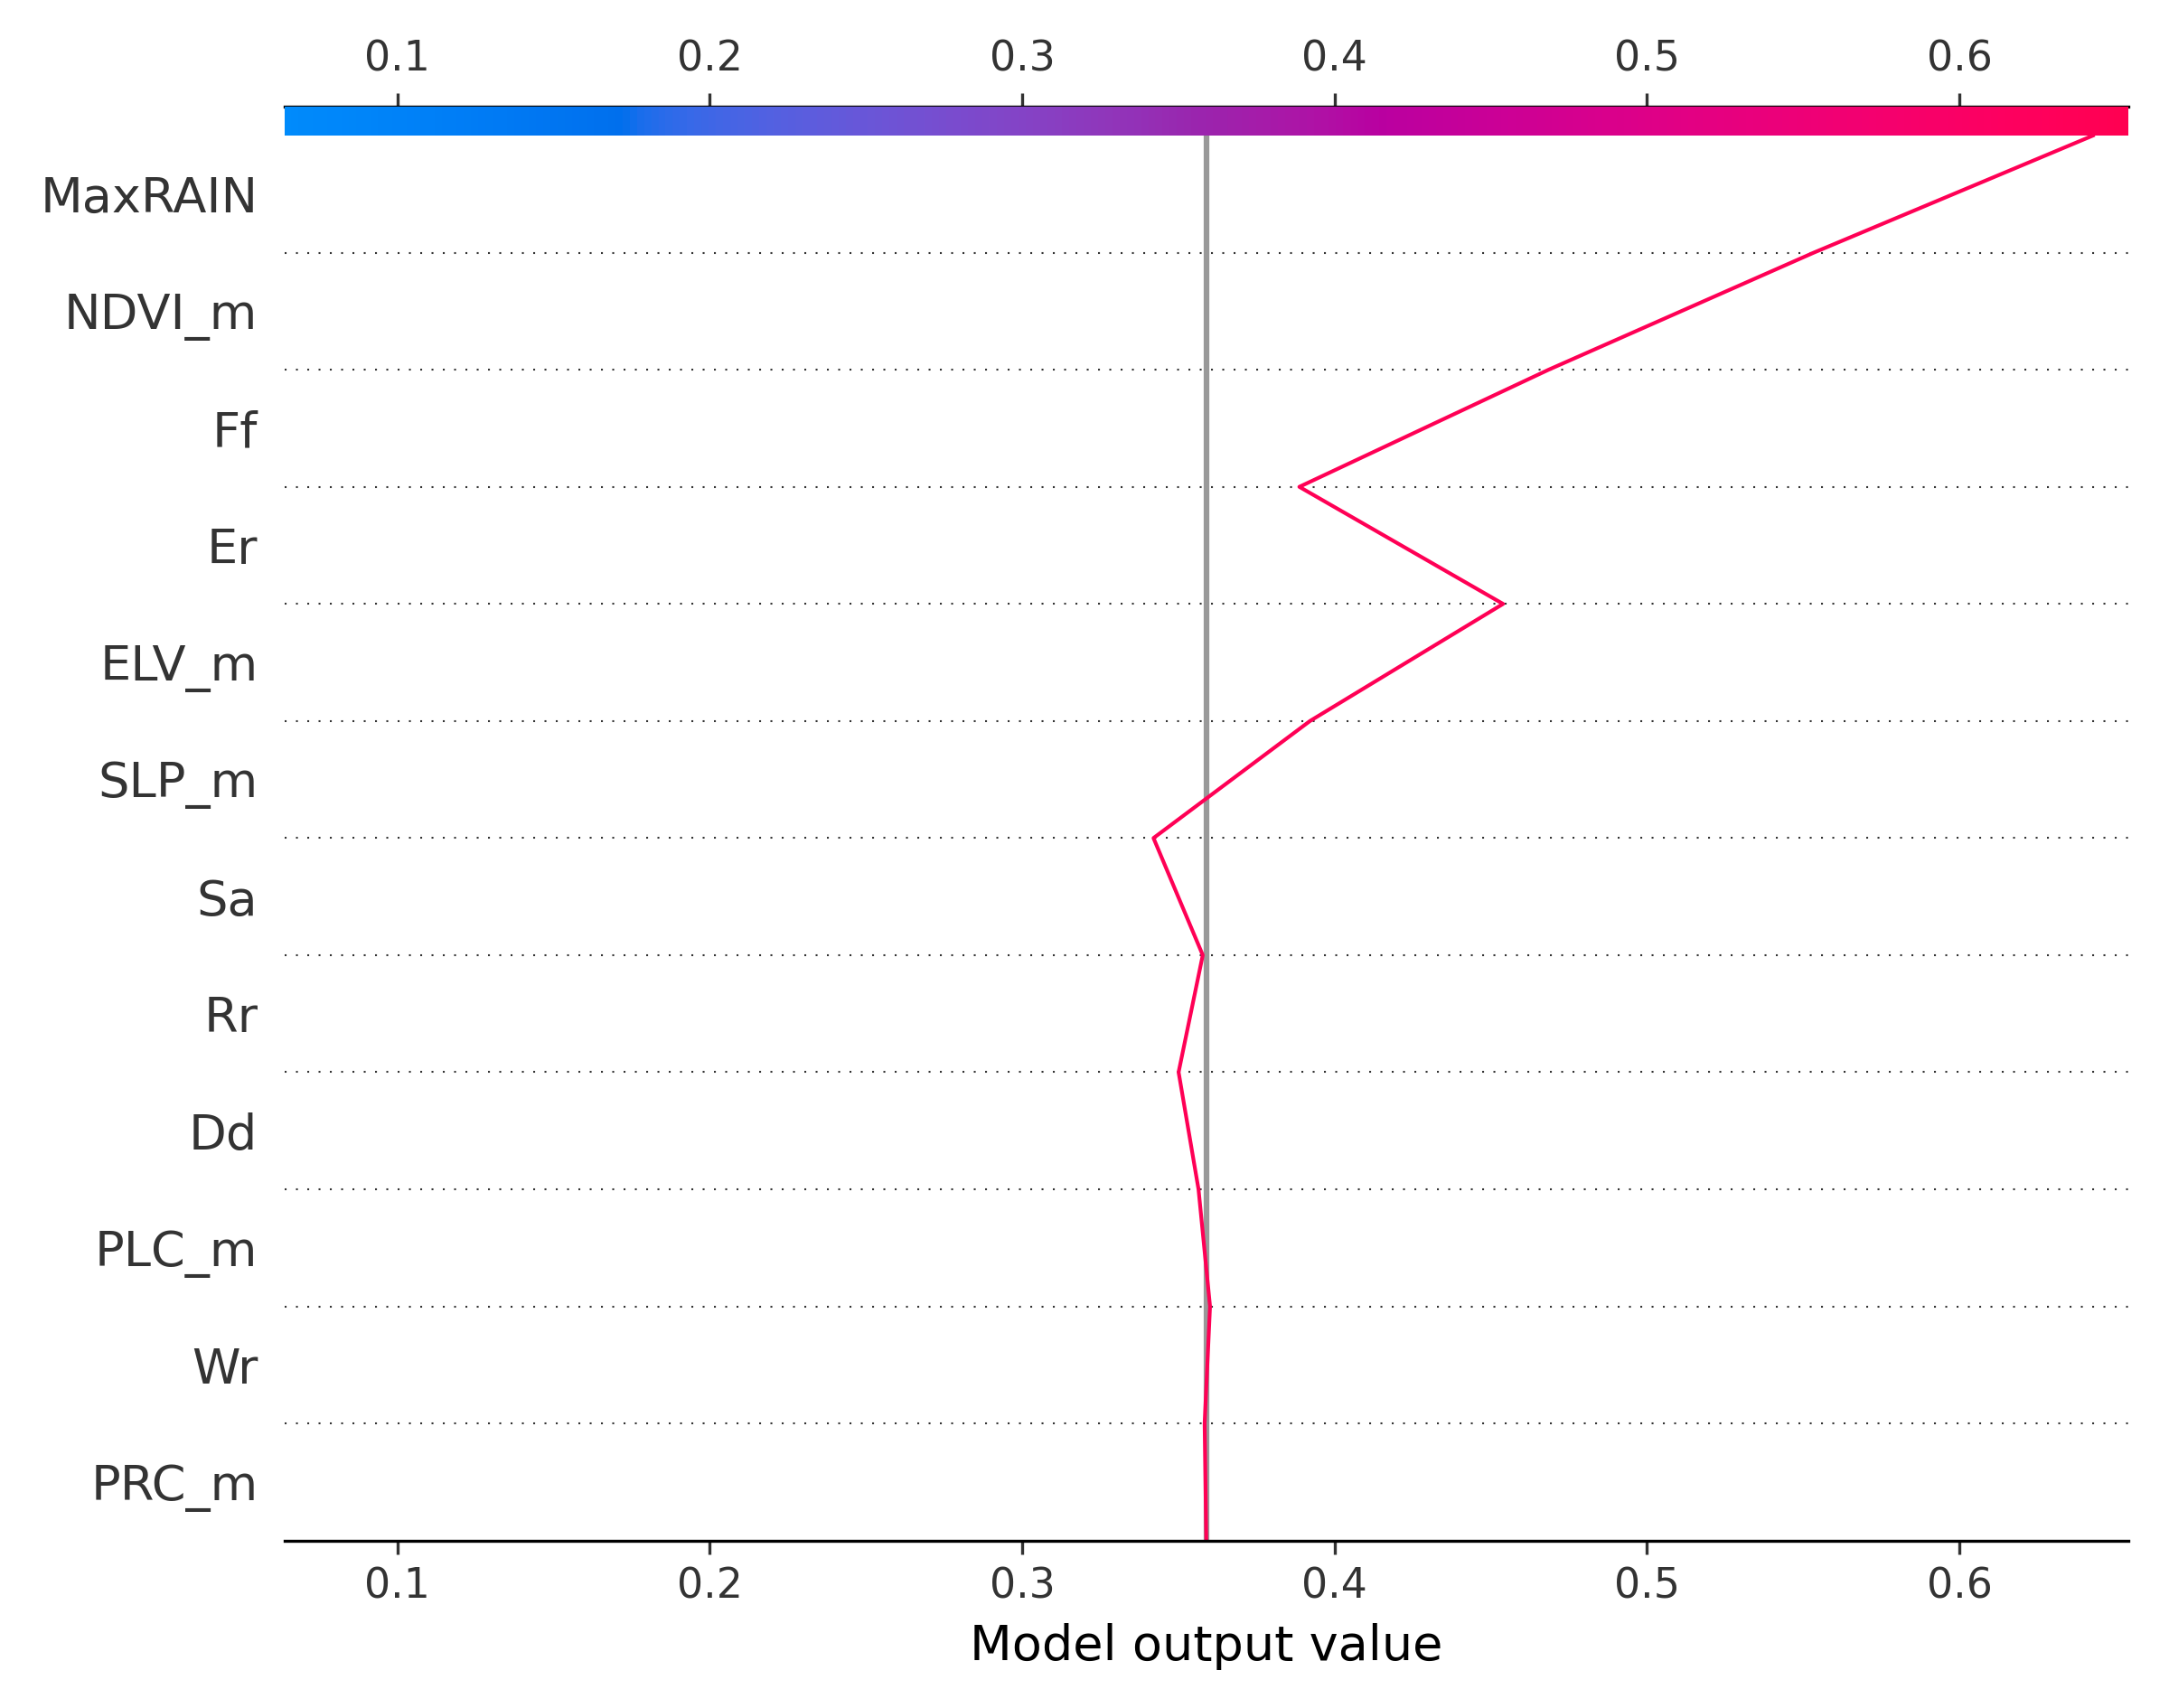 0.1 0.2 0.3 0.4 0.5 0.6
MaxRAIN
NDVI_m
Ff
Er
ELV_m
SLP_m
Sa
Rr
Dd
PLC_m
Wr
PRC_m
0.1 0.2 0.3 0.4 0.5 0.6
Model output value